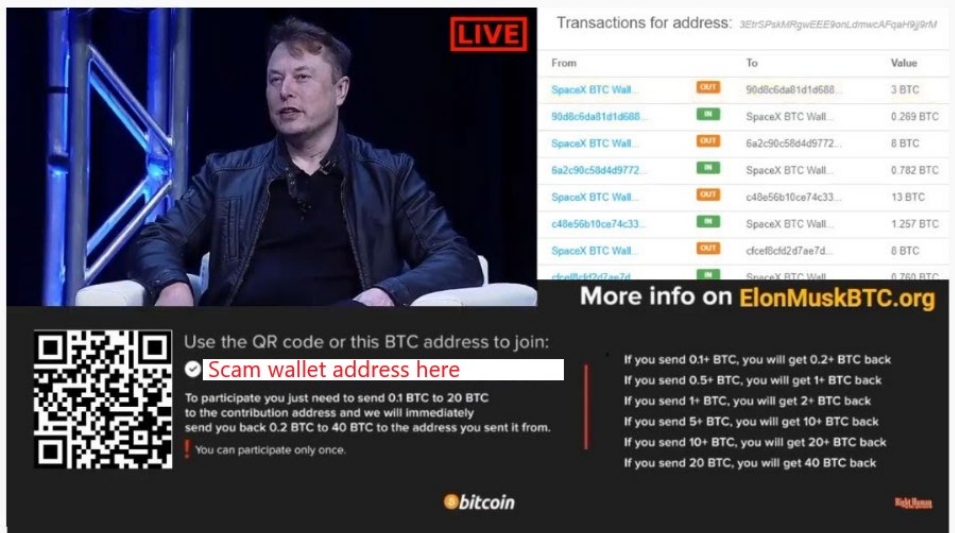 LIVE
Transactions for address: 3EtrSPskMRgwEEE9onLdmwcAFqaH9jj9rM
From To Value
SpaceX BTC Wall... OUT 90d8c6da81d1d688... 3 BTC
90d8c6da81d1d688... IN SpaceX BTC Wall... 0.269 BTC
SpaceX BTC Wall... OUT 6a2c90c58d4d9772... 8 BTC
6a2c90c58d4d9772... IN SpaceX BTC Wall... 0.782 BTC
SpaceX BTC Wall... OUT c48e56b10ce74c33... 13 BTC
c48e56b10ce74c33... IN SpaceX BTC Wall... 1.257 BTC
SpaceX BTC Wall... OUT cfcef8cfd2d7ae7d... 8 BTC
cfcef8cfd2d7ae7d IN SpaceX BTC Wall 0.760 BTC
More info on ElonMuskBTC.org
Use the QR code or this BTC address to join:
Scam wallet address here
To participate you just need to send 0.1 BTC to 20 BTC
to the contribution address and we will immediately
send you back 0.2 BTC to 40 BTC to the address you sent it from.
! You can participate only once.
If you send 0.1+ BTC, you will get 0.2+ BTC back
If you send 0.5+ BTC, you will get 1+ BTC back
If you send 1+ BTC, you will get 2+ BTC back
If you send 5+ BTC, you will get 10+ BTC back
If you send 10+ BTC, you will get 20+ BTC back
If you send 20 BTC, you will get 40 BTC back
bitcoin